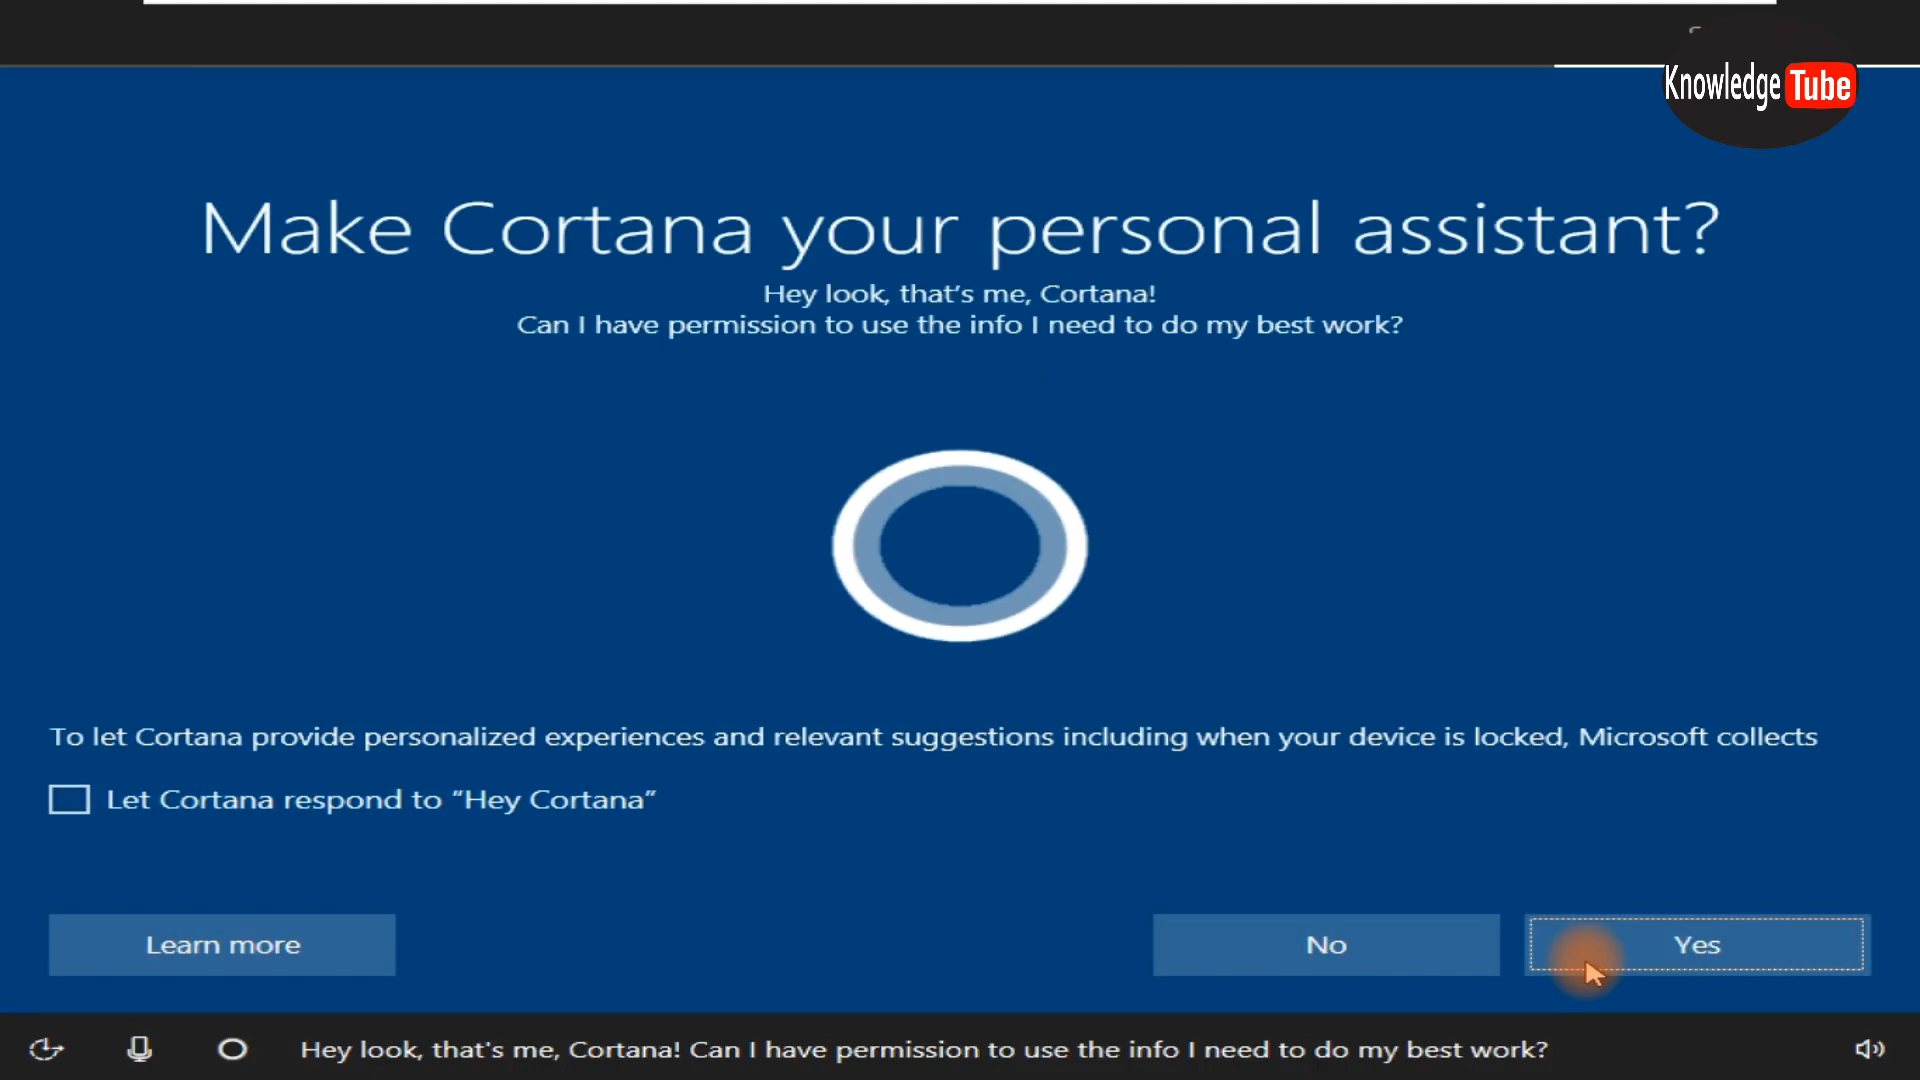 Knowledge Tube
Make Cortana your personal assistant?
Hey look, that’s me, Cortana!
Can I have permission to use the info I need to do my best work?
To let Cortana provide personalized experiences and relevant suggestions including when your device is locked, Microsoft collects
Let Cortana respond to “Hey Cortana”
Learn more
No
Yes
Hey look, that's me, Cortana! Can I have permission to use the info I need to do my best work?